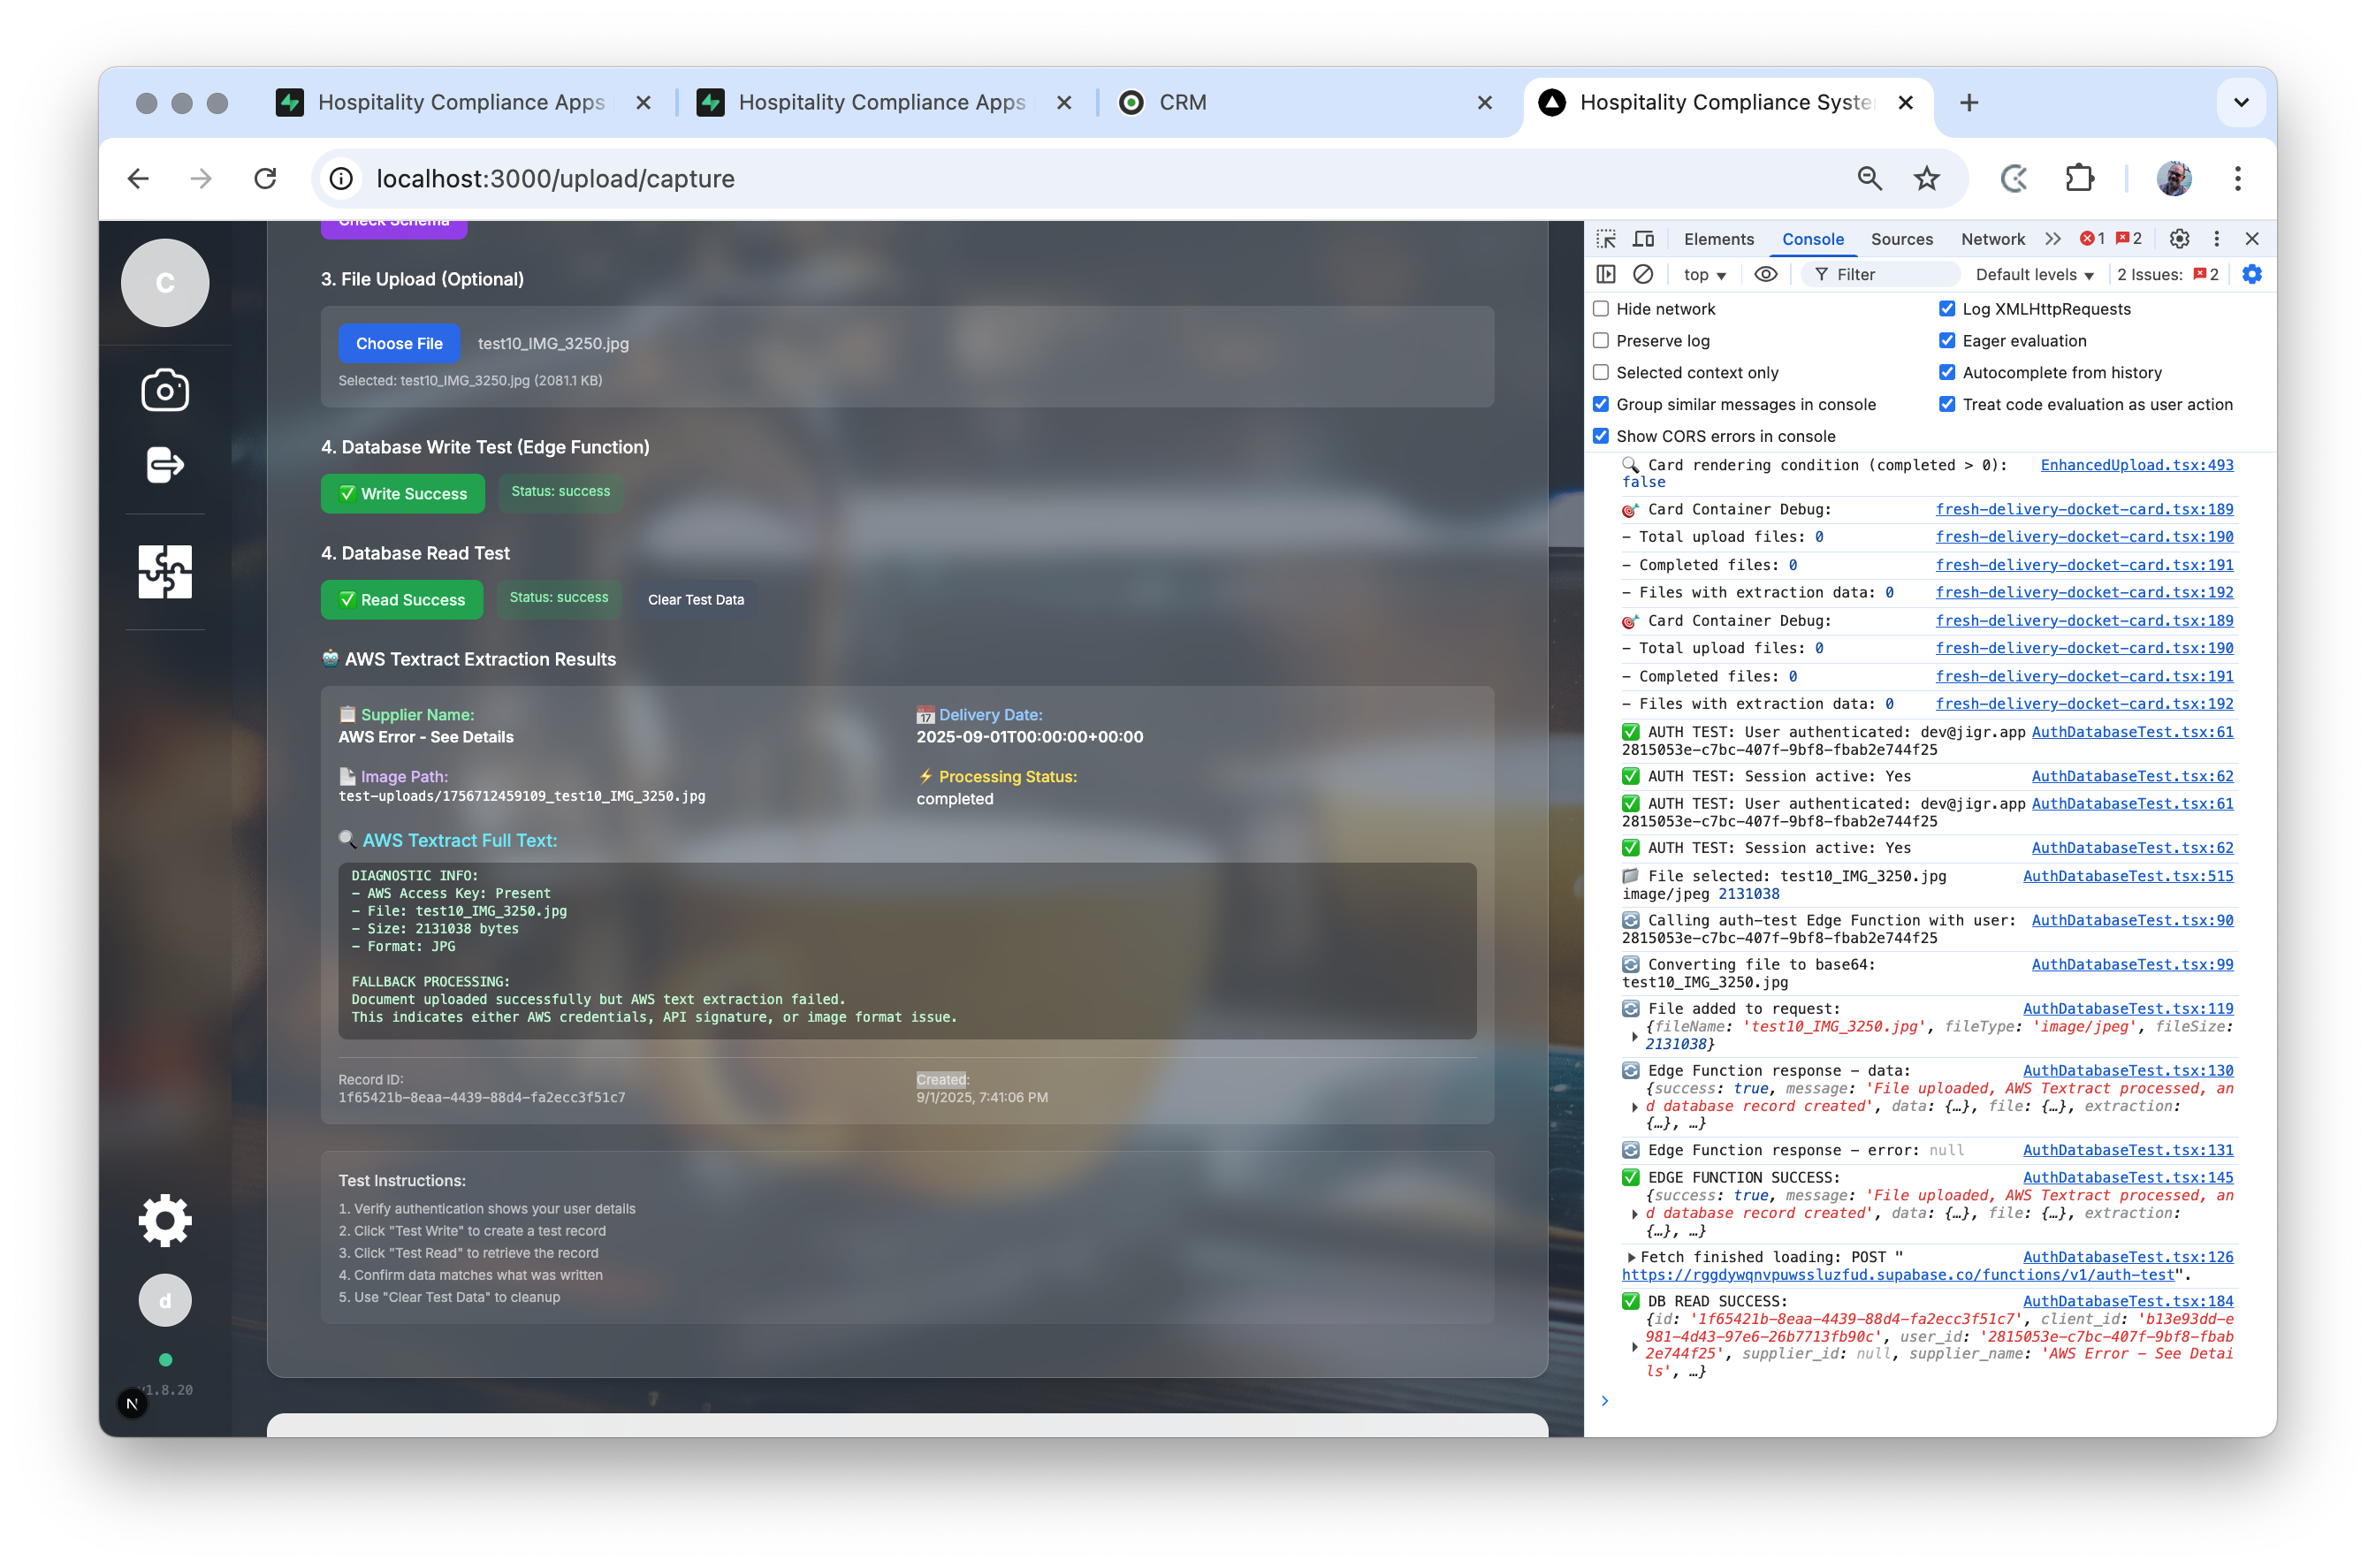 Hospitality Compliance Apps
Hospitality Compliance Apps
CRM
Hospitality Compliance Syste
localhost:3000/upload/capture
C
d
v1.8.20
N
Check Schema
3. File Upload (Optional)
Choose File test10_IMG_3250.jpg
Selected: test10_IMG_3250.jpg (2081.1 KB)
4. Database Write Test (Edge Function)
✅ Write Success Status: success
4. Database Read Test
✅ Read Success Status: success Clear Test Data
🤖 AWS Textract Extraction Results
📋 Supplier Name:
AWS Error - See Details
📅 Delivery Date:
2025-09-01T00:00:00+00:00
📄 Image Path:
test-uploads/1756712459109_test10_IMG_3250.jpg
⚡ Processing Status:
completed
🔍 AWS Textract Full Text:
DIAGNOSTIC INFO:
- AWS Access Key: Present
- File: test10_IMG_3250.jpg
- Size: 2131038 bytes
- Format: JPG
FALLBACK PROCESSING:
Document uploaded successfully but AWS text extraction failed.
This indicates either AWS credentials, API signature, or image format issue.
Record ID:
1f65421b-8eaa-4439-88d4-fa2ecc3f51c7
Created:
9/1/2025, 7:41:06 PM
Test Instructions:
1. Verify authentication shows your user details
2. Click "Test Write" to create a test record
3. Click "Test Read" to retrieve the record
4. Confirm data matches what was written
5. Use "Clear Test Data" to cleanup
Elements Console Sources Network 1 2
top Filter Default levels 2 Issues: 2
Hide network Log XMLHttpRequests
Preserve log Eager evaluation
Selected context only Autocomplete from history
Group similar messages in console Treat code evaluation as user action
Show CORS errors in console
🔍 Card rendering condition (completed > 0): EnhancedUpload.tsx:493
false
🎯 Card Container Debug: fresh-delivery-docket-card.tsx:189
- Total upload files: 0 fresh-delivery-docket-card.tsx:190
- Completed files: 0 fresh-delivery-docket-card.tsx:191
- Files with extraction data: 0 fresh-delivery-docket-card.tsx:192
🎯 Card Container Debug: fresh-delivery-docket-card.tsx:189
- Total upload files: 0 fresh-delivery-docket-card.tsx:190
- Completed files: 0 fresh-delivery-docket-card.tsx:191
- Files with extraction data: 0 fresh-delivery-docket-card.tsx:192
✅ AUTH TEST: User authenticated: dev@jigr.app AuthDatabaseTest.tsx:61
2815053e-c7bc-407f-9bf8-fbab2e744f25
✅ AUTH TEST: Session active: Yes AuthDatabaseTest.tsx:62
✅ AUTH TEST: User authenticated: dev@jigr.app AuthDatabaseTest.tsx:61
2815053e-c7bc-407f-9bf8-fbab2e744f25
✅ AUTH TEST: Session active: Yes AuthDatabaseTest.tsx:62
📁 File selected: test10_IMG_3250.jpg AuthDatabaseTest.tsx:515
image/jpeg 2131038
🔄 Calling auth-test Edge Function with user: AuthDatabaseTest.tsx:90
2815053e-c7bc-407f-9bf8-fbab2e744f25
🔄 Converting file to base64: AuthDatabaseTest.tsx:99
test10_IMG_3250.jpg
🔄 File added to request: AuthDatabaseTest.tsx:119
{fileName: 'test10_IMG_3250.jpg', fileType: 'image/jpeg', fileSize:
2131038}
🔄 Edge Function response - data: AuthDatabaseTest.tsx:130
{success: true, message: 'File uploaded, AWS Textract processed, an
d database record created', data: {…}, file: {…}, extraction:
{…}, …}
🔄 Edge Function response - error: null AuthDatabaseTest.tsx:131
✅ EDGE FUNCTION SUCCESS: AuthDatabaseTest.tsx:145
{success: true, message: 'File uploaded, AWS Textract processed, an
d database record created', data: {…}, file: {…}, extraction:
{…}, …}
Fetch finished loading: POST " AuthDatabaseTest.tsx:126
https://rggdywqnvpuwssluzfud.supabase.co/functions/v1/auth-test".
✅ DB READ SUCCESS: AuthDatabaseTest.tsx:184
{id: '1f65421b-8eaa-4439-88d4-fa2ecc3f51c7', client_id: 'b13e93dd-e
981-4d43-97e6-26b7713fb90c', user_id: '2815053e-c7bc-407f-9bf8-fbab
2e744f25', supplier_id: null, supplier_name: 'AWS Error - See Detai
ls', …}